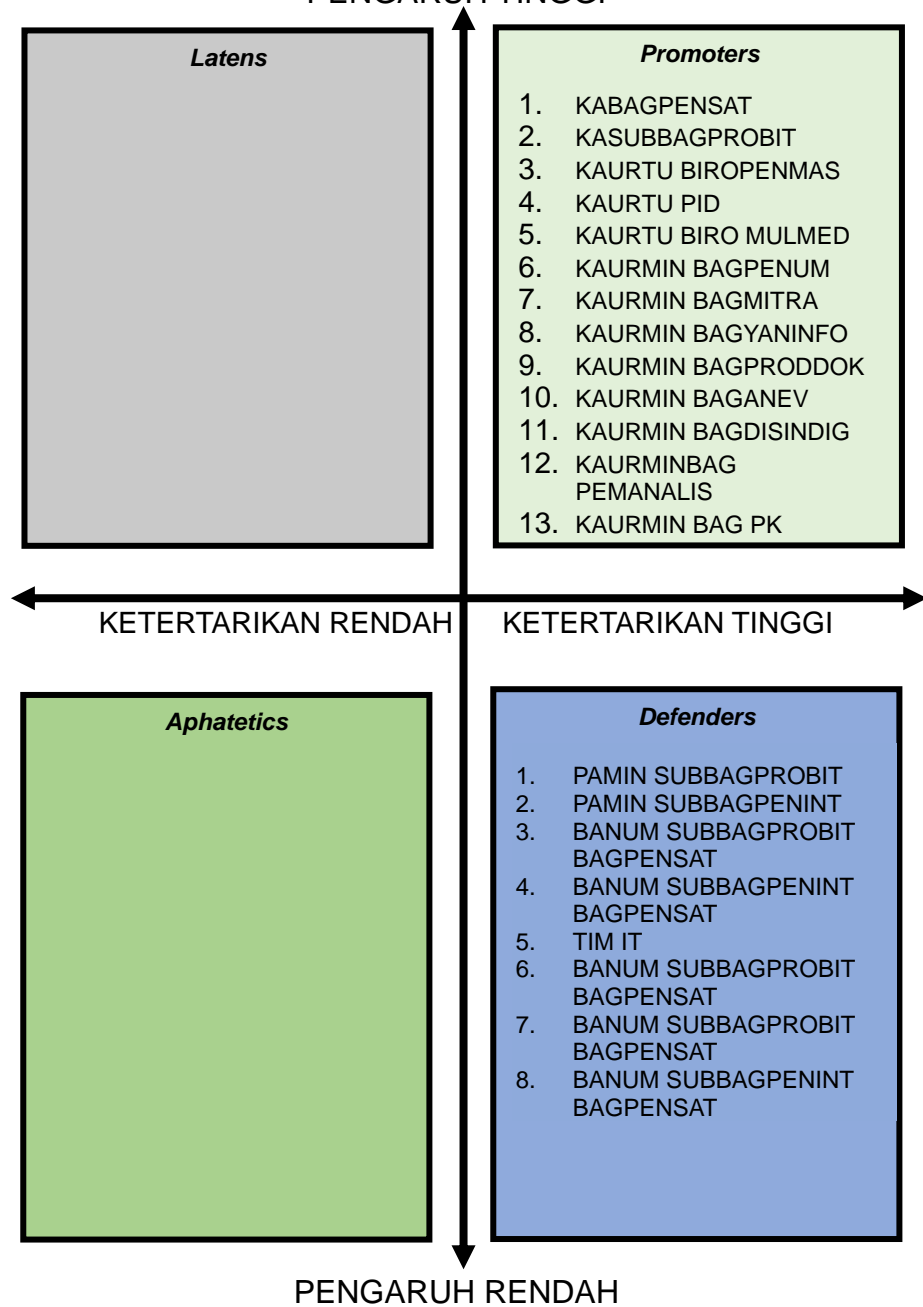 PENGARUH TINGGI
Latens
Promoters
1. KABAGPENSAT
2. KASUBBAGPROBIT
3. KAURTU BIROPENMAS
4. KAURTU PID
5. KAURTU BIRO MULMED
6. KAURMIN BAGPENUM
7. KAURMIN BAGMITRA
8. KAURMIN BAGYANINFO
9. KAURMIN BAGPRODDOK
10. KAURMIN BAGANEV
11. KAURMIN BAGDISINDIG
12. KAURMINBAG
PEMANALIS
13. KAURMIN BAG PK
KETERTARIKAN RENDAH
KETERTARIKAN TINGGI
Aphatetics
Defenders
1. PAMIN SUBBAGPROBIT
2. PAMIN SUBBAGPENINT
3. BANUM SUBBAGPROBIT
BAGPENSAT
4. BANUM SUBBAGPENINT
BAGPENSAT
5. TIM IT
6. BANUM SUBBAGPROBIT
BAGPENSAT
7. BANUM SUBBAGPROBIT
BAGPENSAT
8. BANUM SUBBAGPENINT
BAGPENSAT
PENGARUH RENDAH